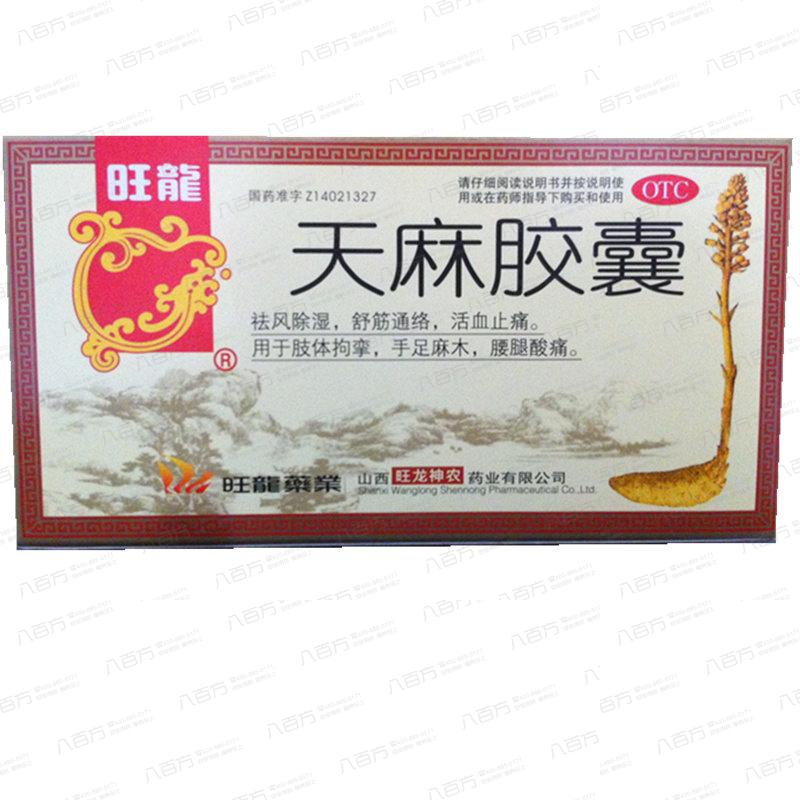 旺龍
国药准字Z14021327
请仔细阅读说明书并按说明使
用或在药师指导下购买和使用
OTC
天麻胶囊
祛风除湿，舒筋通络，活血止痛。
用于肢体拘挛，手足麻木，腰腿酸痛。
®
旺龍藥業
山西旺龙神农药业有限公司
Shanxi Wanglong Shennong Pharmaceutical Co.,Ltd.
八百方